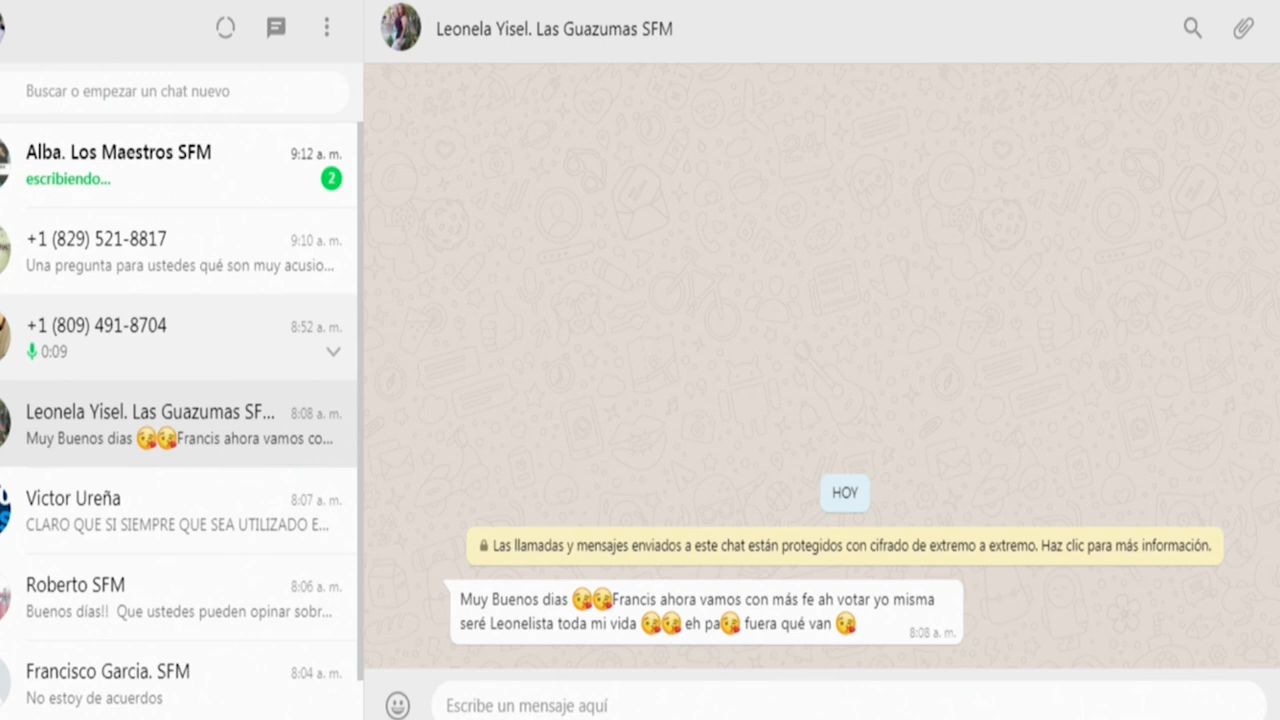 Leonela Yisel. Las Guazumas SFM
Buscar o empezar un chat nuevo
Alba. Los Maestros SFM 9:12 a. m.
escribiendo... 2
+1 (829) 521-8817 9:10 a. m.
Una pregunta para ustedes qué son muy acusio...
+1 (809) 491-8704 8:52 a. m.
0:09
Leonela Yisel. Las Guazumas SF... 8:08 a. m.
Muy Buenos dias 😘😘Francis ahora vamos co...
Victor Ureña 8:07 a. m.
CLARO QUE SI SIEMPRE QUE SEA UTILIZADO E...
Roberto SFM 8:06 a. m.
Buenos días!! Que ustedes pueden opinar sobr...
Francisco Garcia. SFM 8:04 a. m.
No estoy de acuerdos
HOY
Las llamadas y mensajes enviados a este chat están protegidos con cifrado de extremo a extremo. Haz clic para más información.
Muy Buenos dias 😘😘Francis ahora vamos con más fe ah votar yo misma
seré Leonelista toda mi vida 😘😘 eh pa😘 fuera qué van 😘
8:08 a. m.
Escribe un mensaje aquí